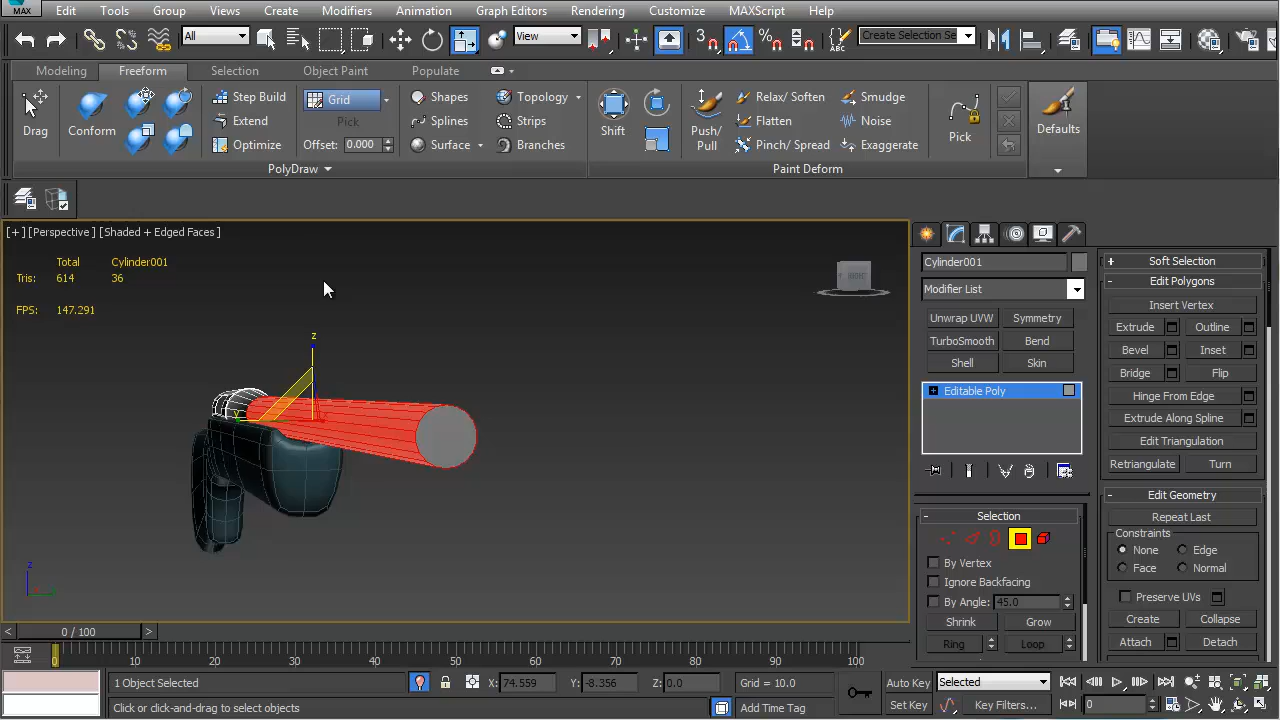 MAX Edit Tools Group Views Create Modifiers Animation Graph Editors Rendering Customize MAXScript Help
All View 3 Create Selection Se
ABC
Modeling Freeform Selection Object Paint Populate
Drag Conform Step Build Grid Shapes Topology Shift Push/ Relax/ Soften Smudge Pick Defaults
Extend Pick Splines Strips Pull Flatten Noise
Optimize Offset: 0.000 Surface Branches Pinch/ Spread Exaggerate
PolyDraw Paint Deform
[+] [Perspective ] [Shaded + Edged Faces ]
Total Cylinder001
Tris: 614 36
FPS: 147.291
z
z
Cylinder001
Modifier List
Unwrap UVW Symmetry
TurboSmooth Bend
Shell Skin
Editable Poly
Selection
By Vertex
Ignore Backfacing
By Angle: 45.0
Shrink Grow
Ring Loop
+ Soft Selection
- Edit Polygons
Insert Vertex
Extrude Outline
Bevel Inset
Bridge Flip
Hinge From Edge
Extrude Along Spline
Edit Triangulation
Retriangulate Turn
- Edit Geometry
Repeat Last
Constraints
None Edge
Face Normal
Preserve UVs
Create Collapse
Attach Detach
< 0 / 100 >
0 10 20 30 40 50 60 70 80 90 100
1 Object Selected X: 74.559 Y: -8.356 Z: 0.0 Grid = 10.0 Auto Key Selected
Click or click-and-drag to select objects Add Time Tag Set Key Key Filters... 0